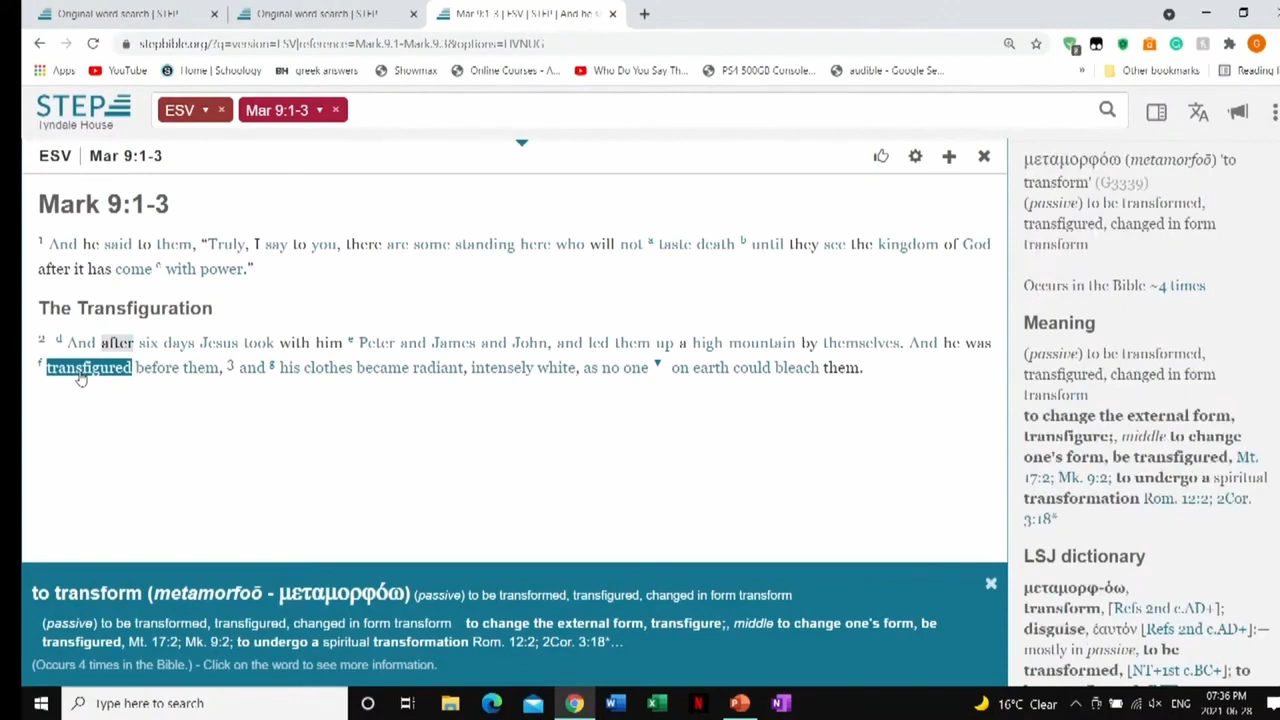 Original word search | STEP
Original word search | STEP
Mar 9:1-3 | ESV | STEP | And he s
stepbible.org/?q=version=ESV|reference=Mark.9.1-Mark.9.3&options=HVNUG
Apps YouTube Home | Schoology greek answers Showmax Online Courses - A... Who Do You Say Th... PS4 500GB Console... audible - Google Se... » Other bookmarks Reading
STEP
Tyndale House
ESV
Mar 9:1-3
ESV Mar 9:1-3
Mark 9:1-3
1 And he said to them, “Truly, I say to you, there are some standing here who will not a taste death b until they see the kingdom of God
after it has come c with power.”
The Transfiguration
2 d And after six days Jesus took with him e Peter and James and John, and led them up a high mountain by themselves. And he was
f transfigured before them, 3 and g his clothes became radiant, intensely white, as no one on earth could bleach them.
μεταμορφόω (metamorfoō) 'to
transform' (G3339)
(passive) to be transformed,
transfigured, changed in form
transform
Occurs in the Bible ~4 times
Meaning
(passive) to be transformed,
transfigured, changed in form
transform
to change the external form,
transfigure;, middle to change
one's form, be transfigured, Mt.
17:2; Mk. 9:2; to undergo a spiritual
transformation Rom. 12:2; 2Cor.
3:18*
LSJ dictionary
μεταμορφ-όω,
transform, [Refs 2nd c.AD+];
disguise, ἑαυτόν [Refs 2nd c.AD+]:—
mostly in passive, to be
transformed, [NT+1st c.BC+]; to
to transform (metamorfoō - μεταμορφόω) (passive) to be transformed, transfigured, changed in form transform
(passive) to be transformed, transfigured, changed in form transform to change the external form, transfigure;, middle to change one's form, be
transfigured, Mt. 17:2; Mk. 9:2; to undergo a spiritual transformation Rom. 12:2; 2Cor. 3:18*...
(Occurs 4 times in the Bible.) - Click on the word to see more information.
Type here to search
16°C Clear
ENG
07:36 PM
2021-06-28